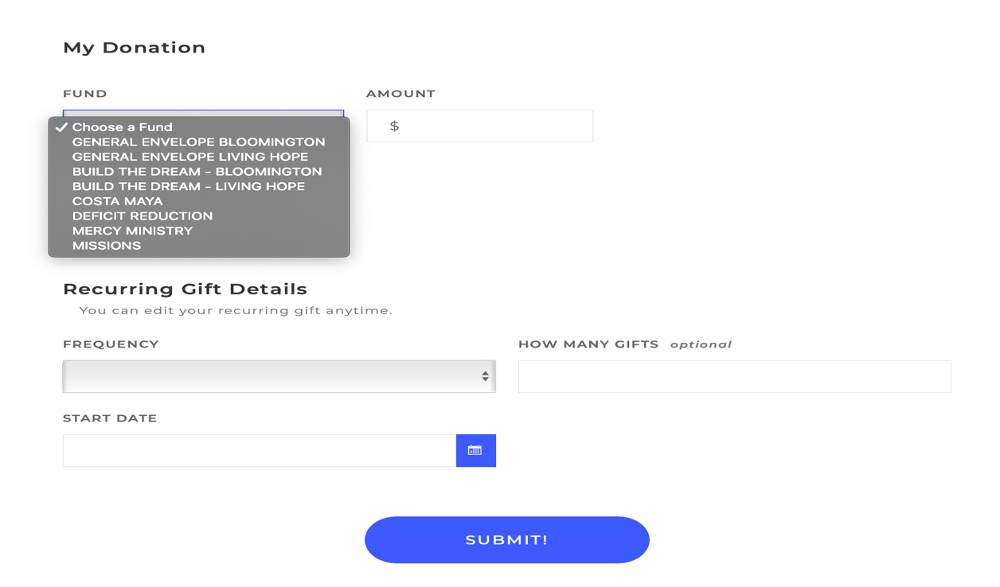 My Donation
FUND
AMOUNT
$
Choose a Fund
GENERAL ENVELOPE BLOOMINGTON
GENERAL ENVELOPE LIVING HOPE
BUILD THE DREAM - BLOOMINGTON
BUILD THE DREAM - LIVING HOPE
COSTA MAYA
DEFICIT REDUCTION
MERCY MINISTRY
MISSIONS
Recurring Gift Details
You can edit your recurring gift anytime.
FREQUENCY
HOW MANY GIFTS optional
START DATE
SUBMIT!